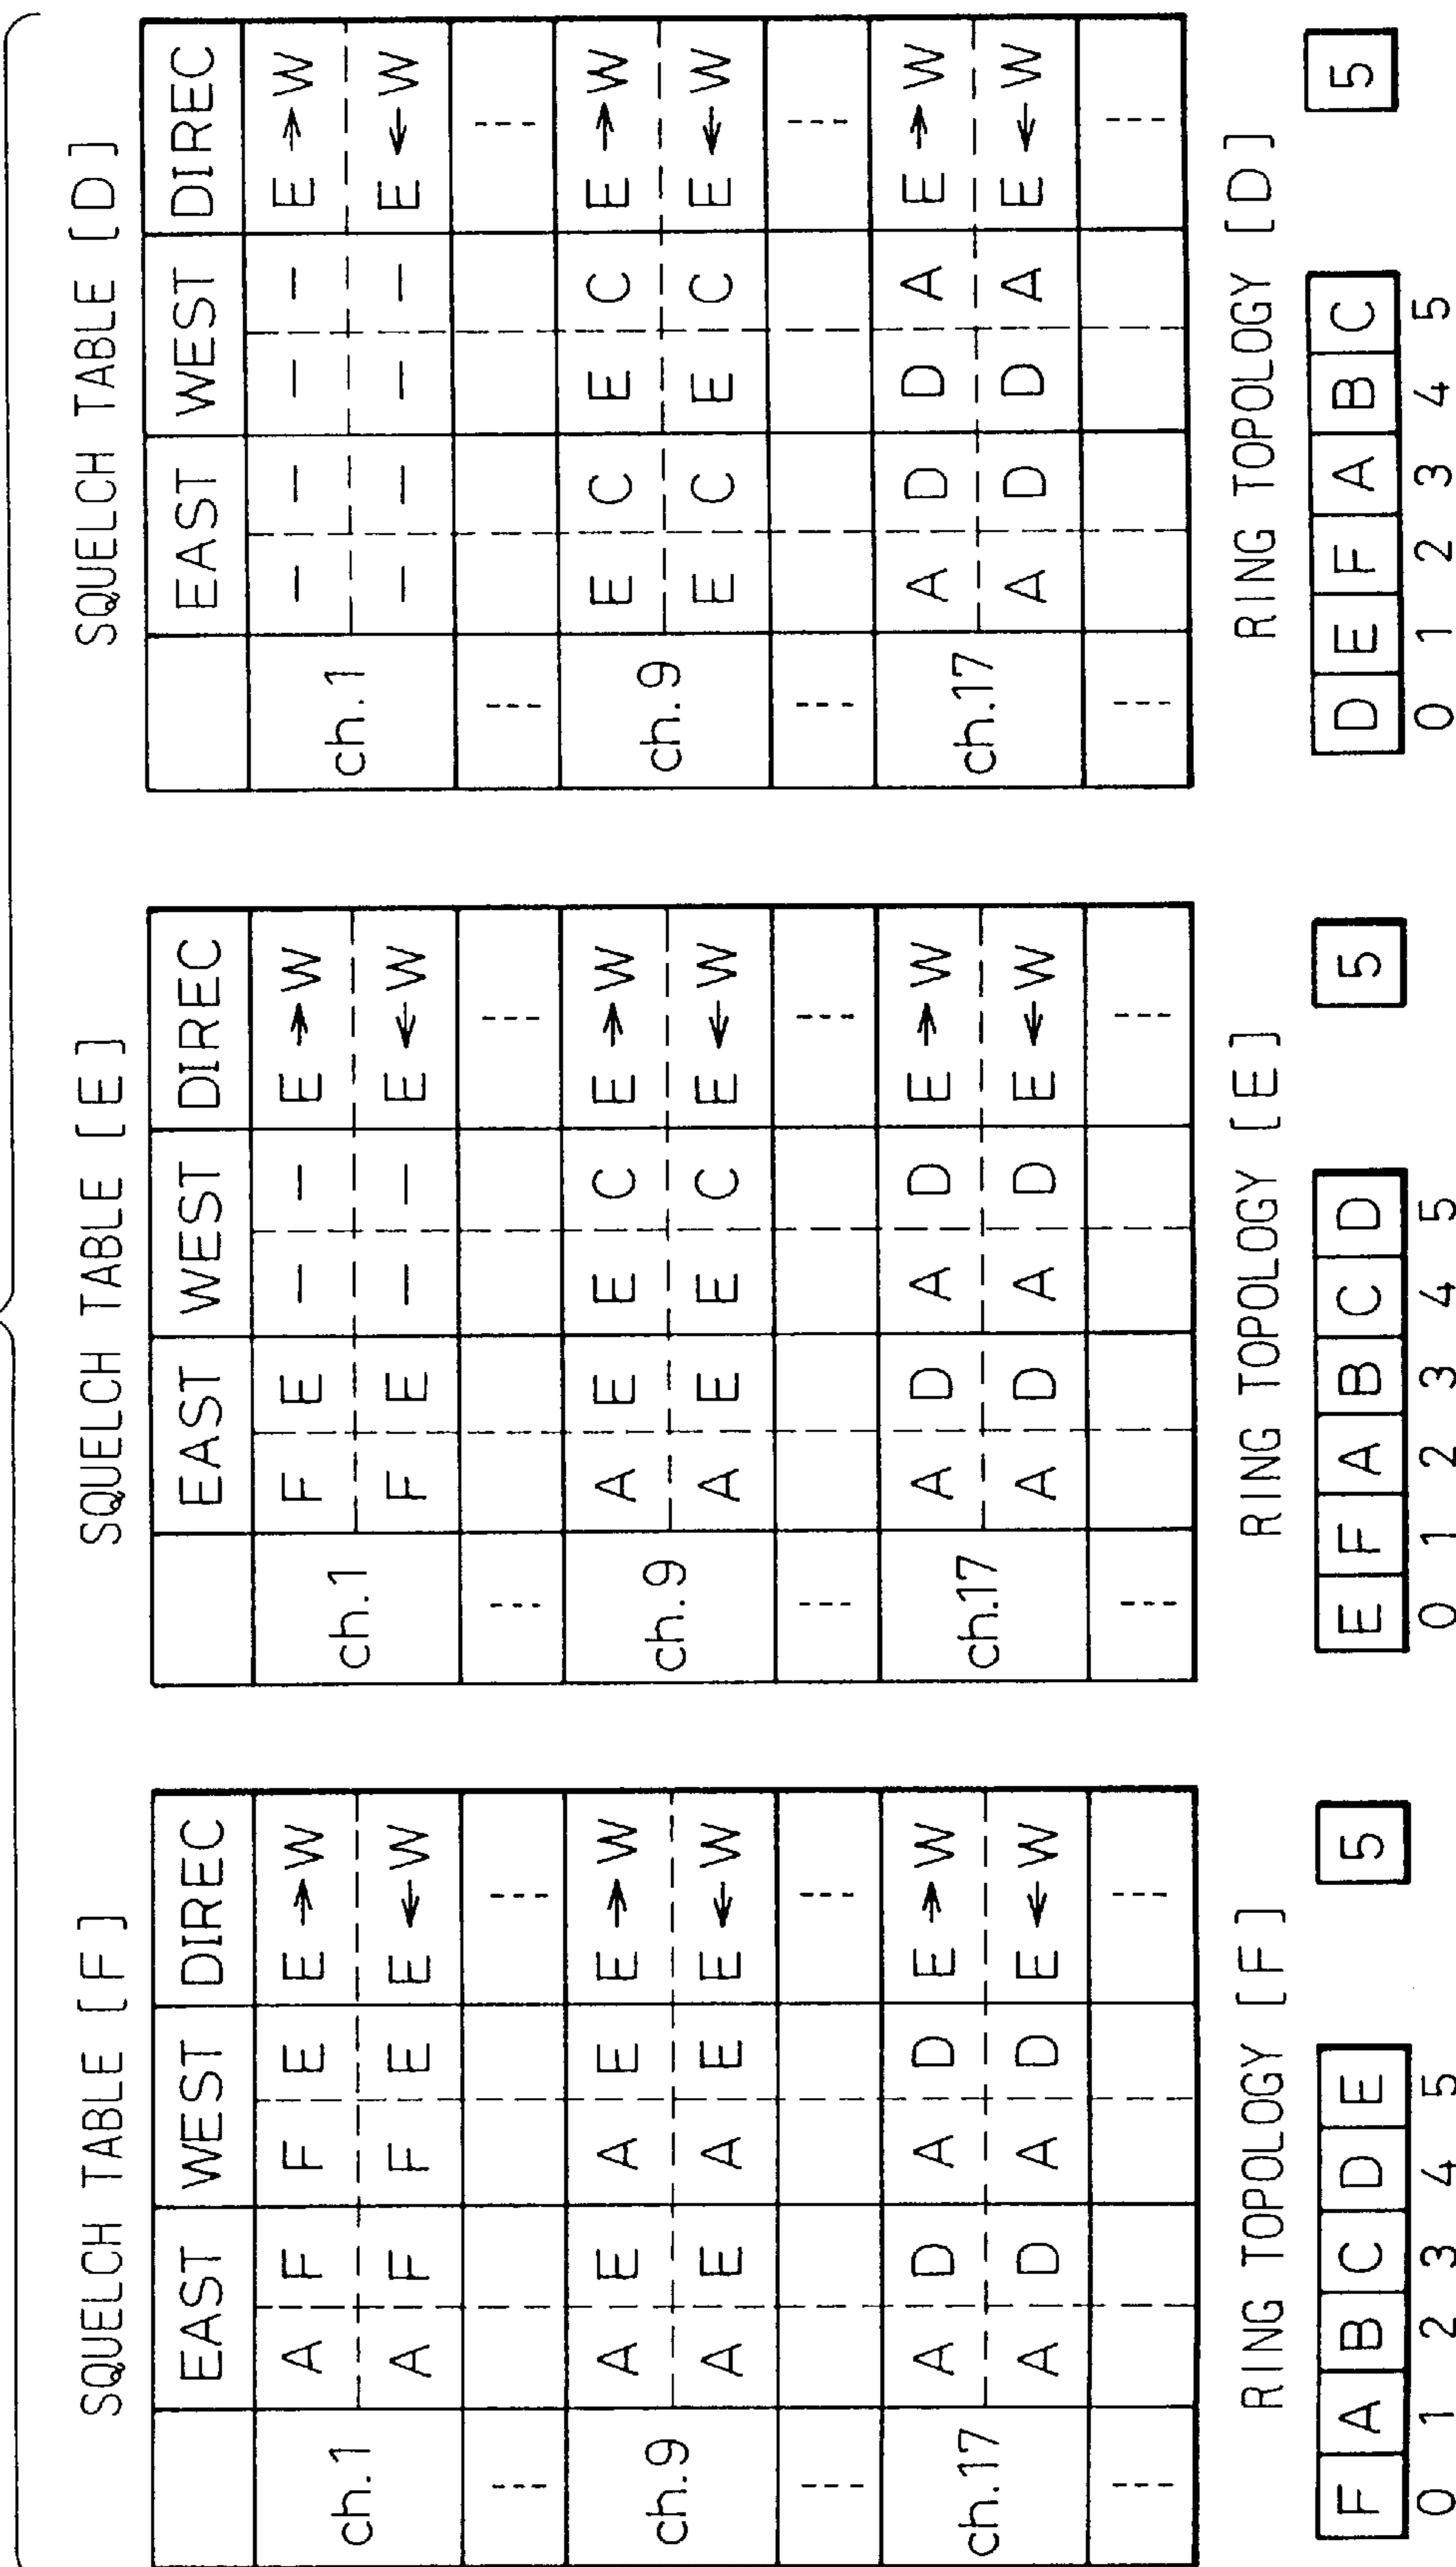 SQUELCH TABLE [F]
EAST WEST DIREC
ch.1 A F F E E→W
A F F E E←W
--- ---
ch.9 A E A E E→W
A E A E E←W
--- ---
ch.17 A D A D E→W
A D A D E←W
--- ---
RING TOPOLOGY [F]
F A B C D E 5
0 1 2 3 4 5
SQUELCH TABLE [E]
EAST WEST DIREC
ch.1 F E – – E→W
F E – – E←W
--- ---
ch.9 A E E C E→W
A E E C E←W
--- ---
ch.17 A D A D E→W
A D A D E←W
--- ---
RING TOPOLOGY [E]
E F A B C D 5
0 1 2 3 4 5
SQUELCH TABLE [D]
EAST WEST DIREC
ch.1 – – – – E→W
– – – – E←W
--- ---
ch.9 E C E C E→W
E C E C E←W
--- ---
ch.17 A D D A E→W
A D D A E←W
--- ---
RING TOPOLOGY [D]
D E F A B C 5
0 1 2 3 4 5